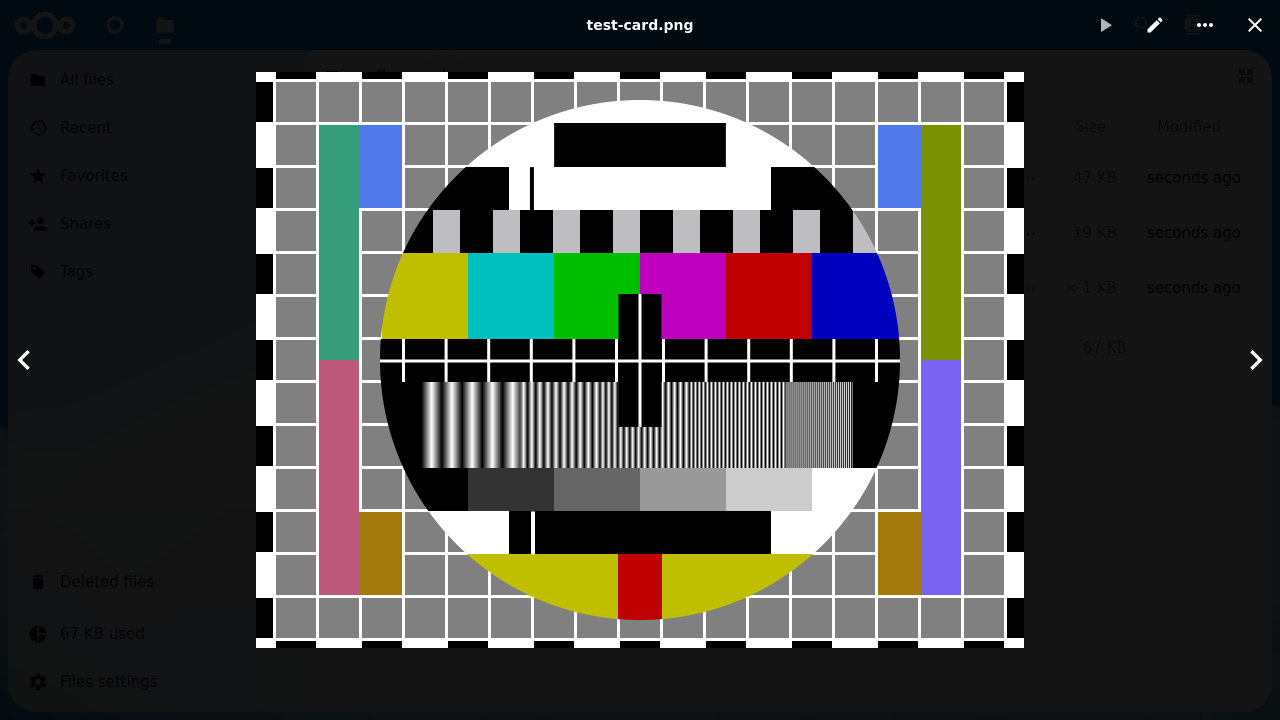 test-card.png
All files
Recent
Favorites
Shares
Tags
Size Modified
47 KB seconds ago
19 KB seconds ago
< 1 KB seconds ago
67 KB
Deleted files
67 KB used
Files settings